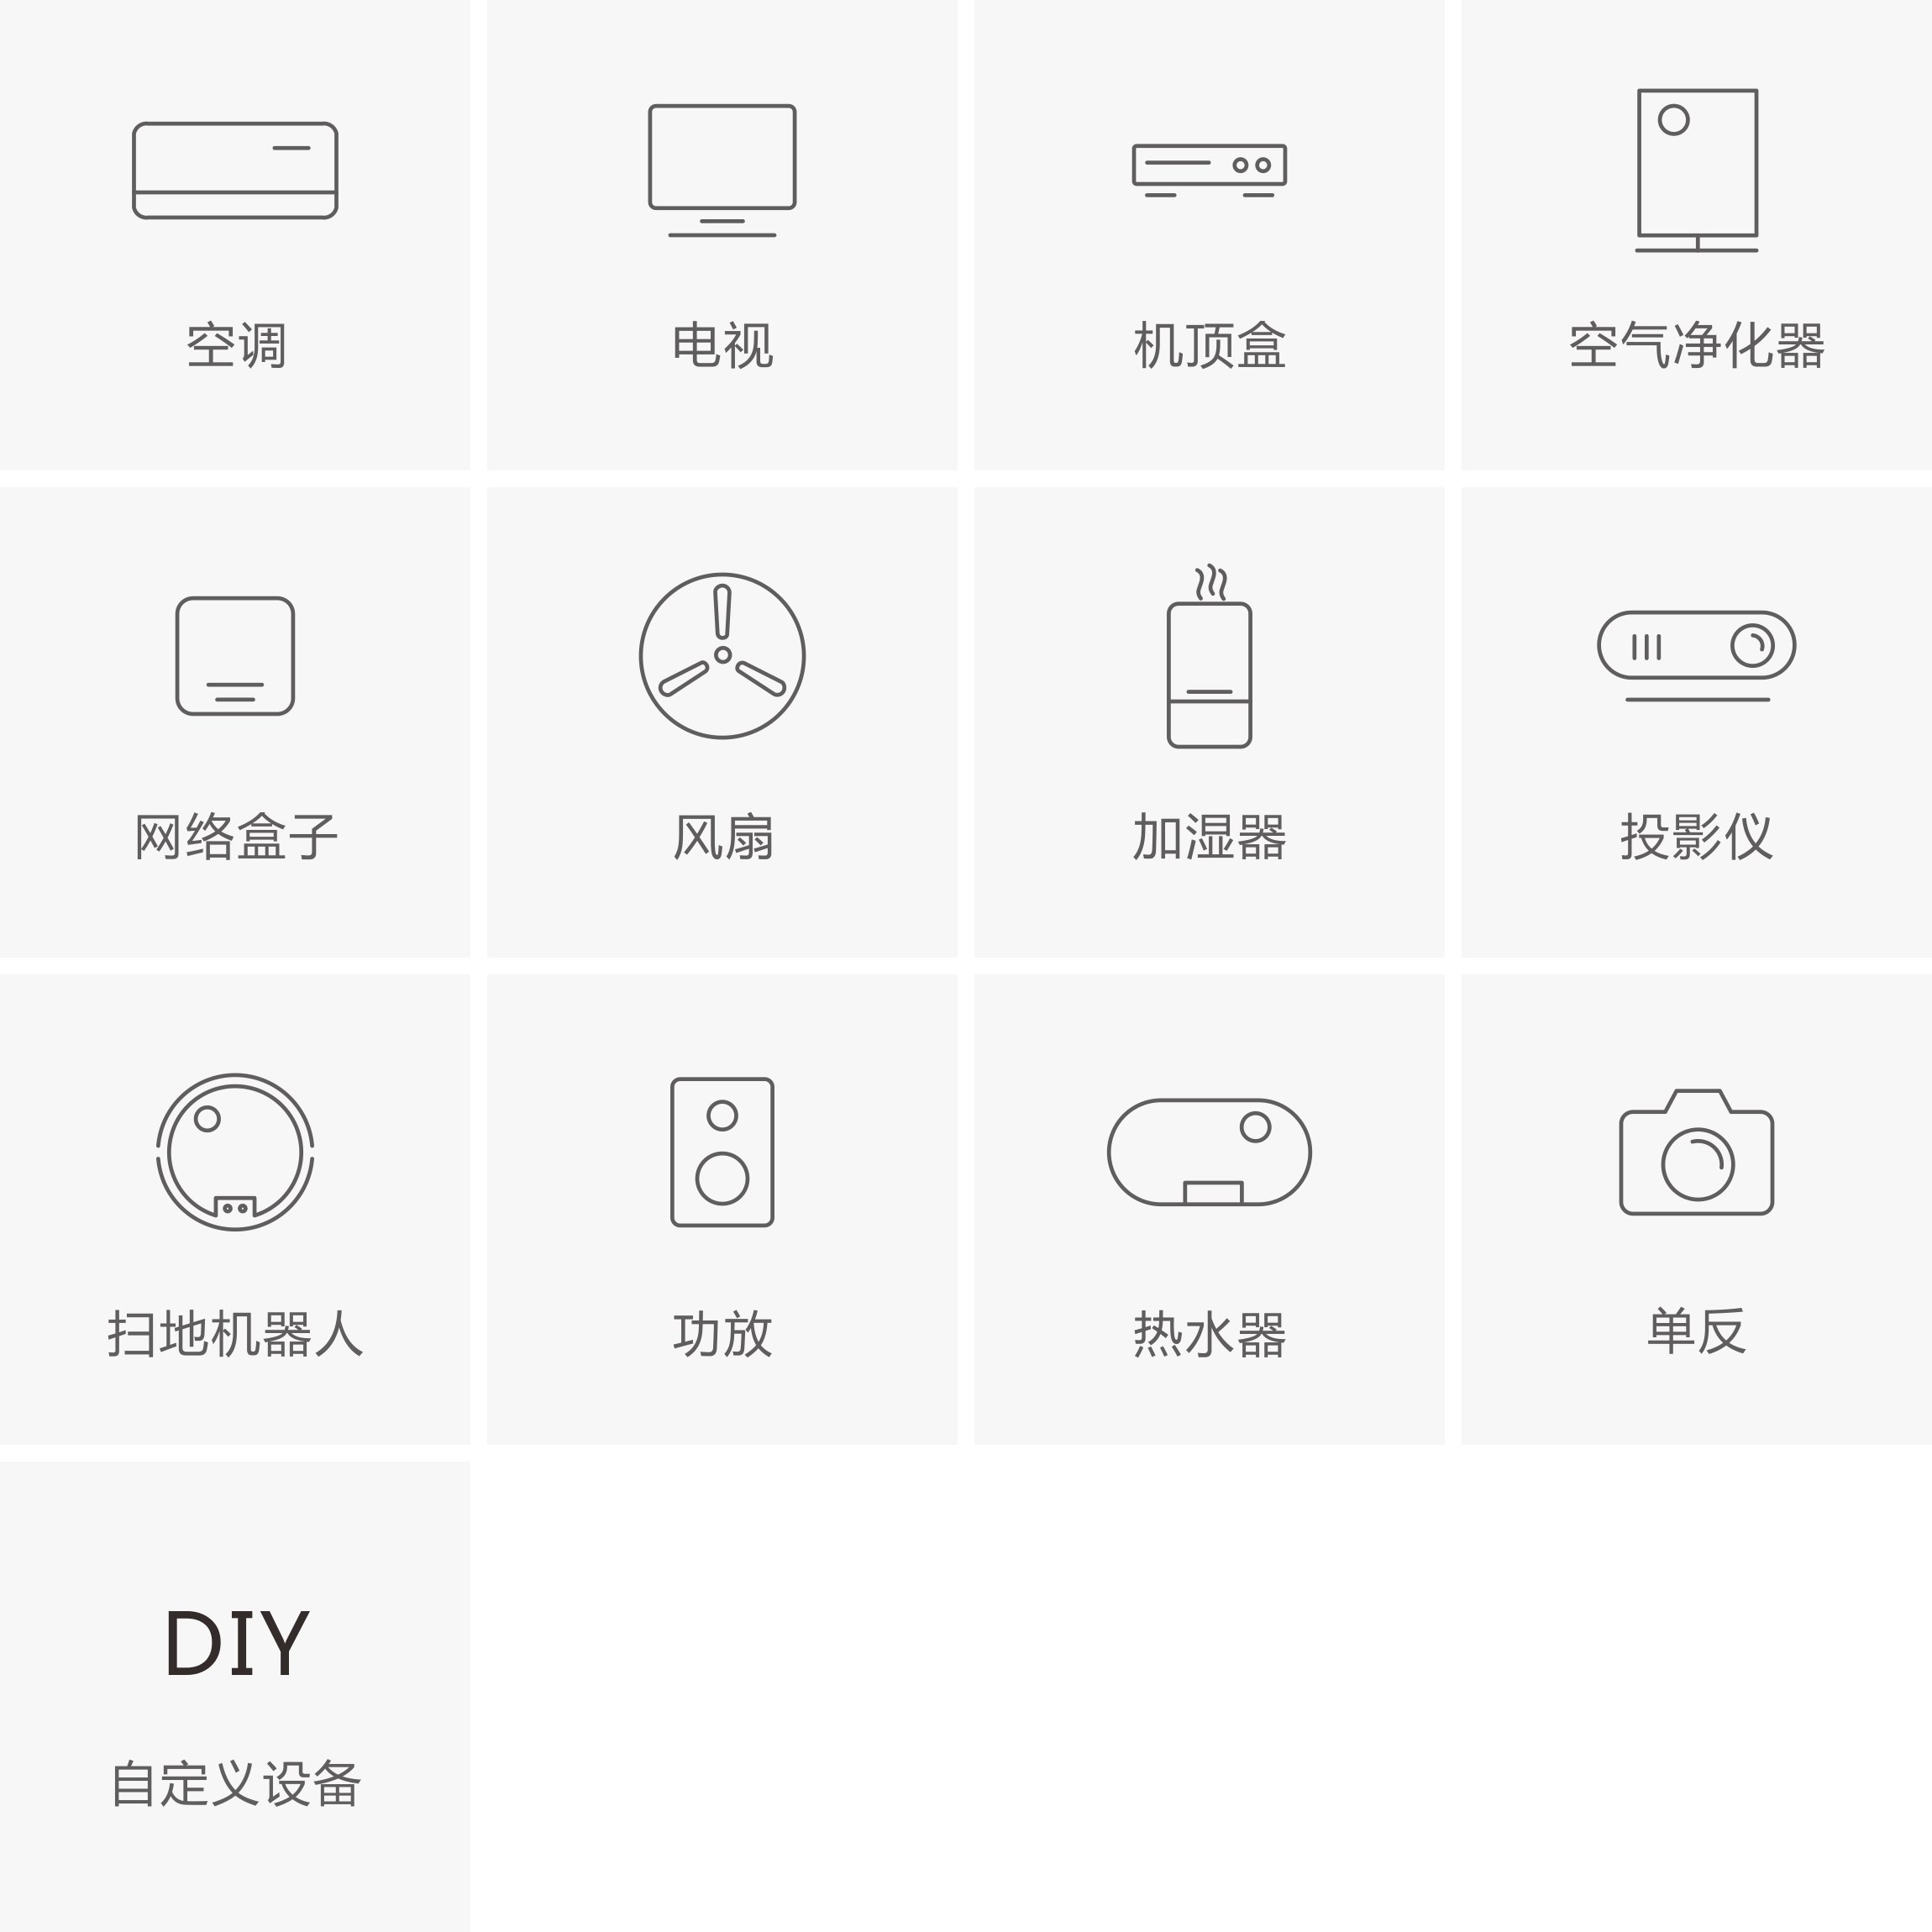 空调
电视
机顶盒
空气净化器
网络盒子
风扇
加湿器
投影仪
扫地机器人
功放
热水器
单反
DIY
自定义设备